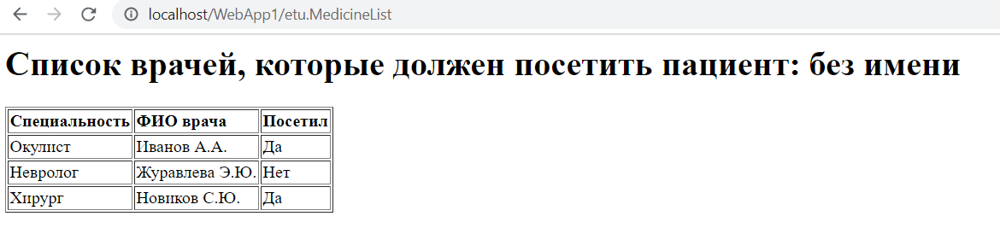 localhost/WebApp1/etu.MedicineList
Список врачей, которые должен посетить пациент: без имени
Специальность ФИО врача Посетил
Окулист Иванов А.А. Да
Невролог Журавлева Э.Ю. Нет
Хирург Новиков С.Ю. Да